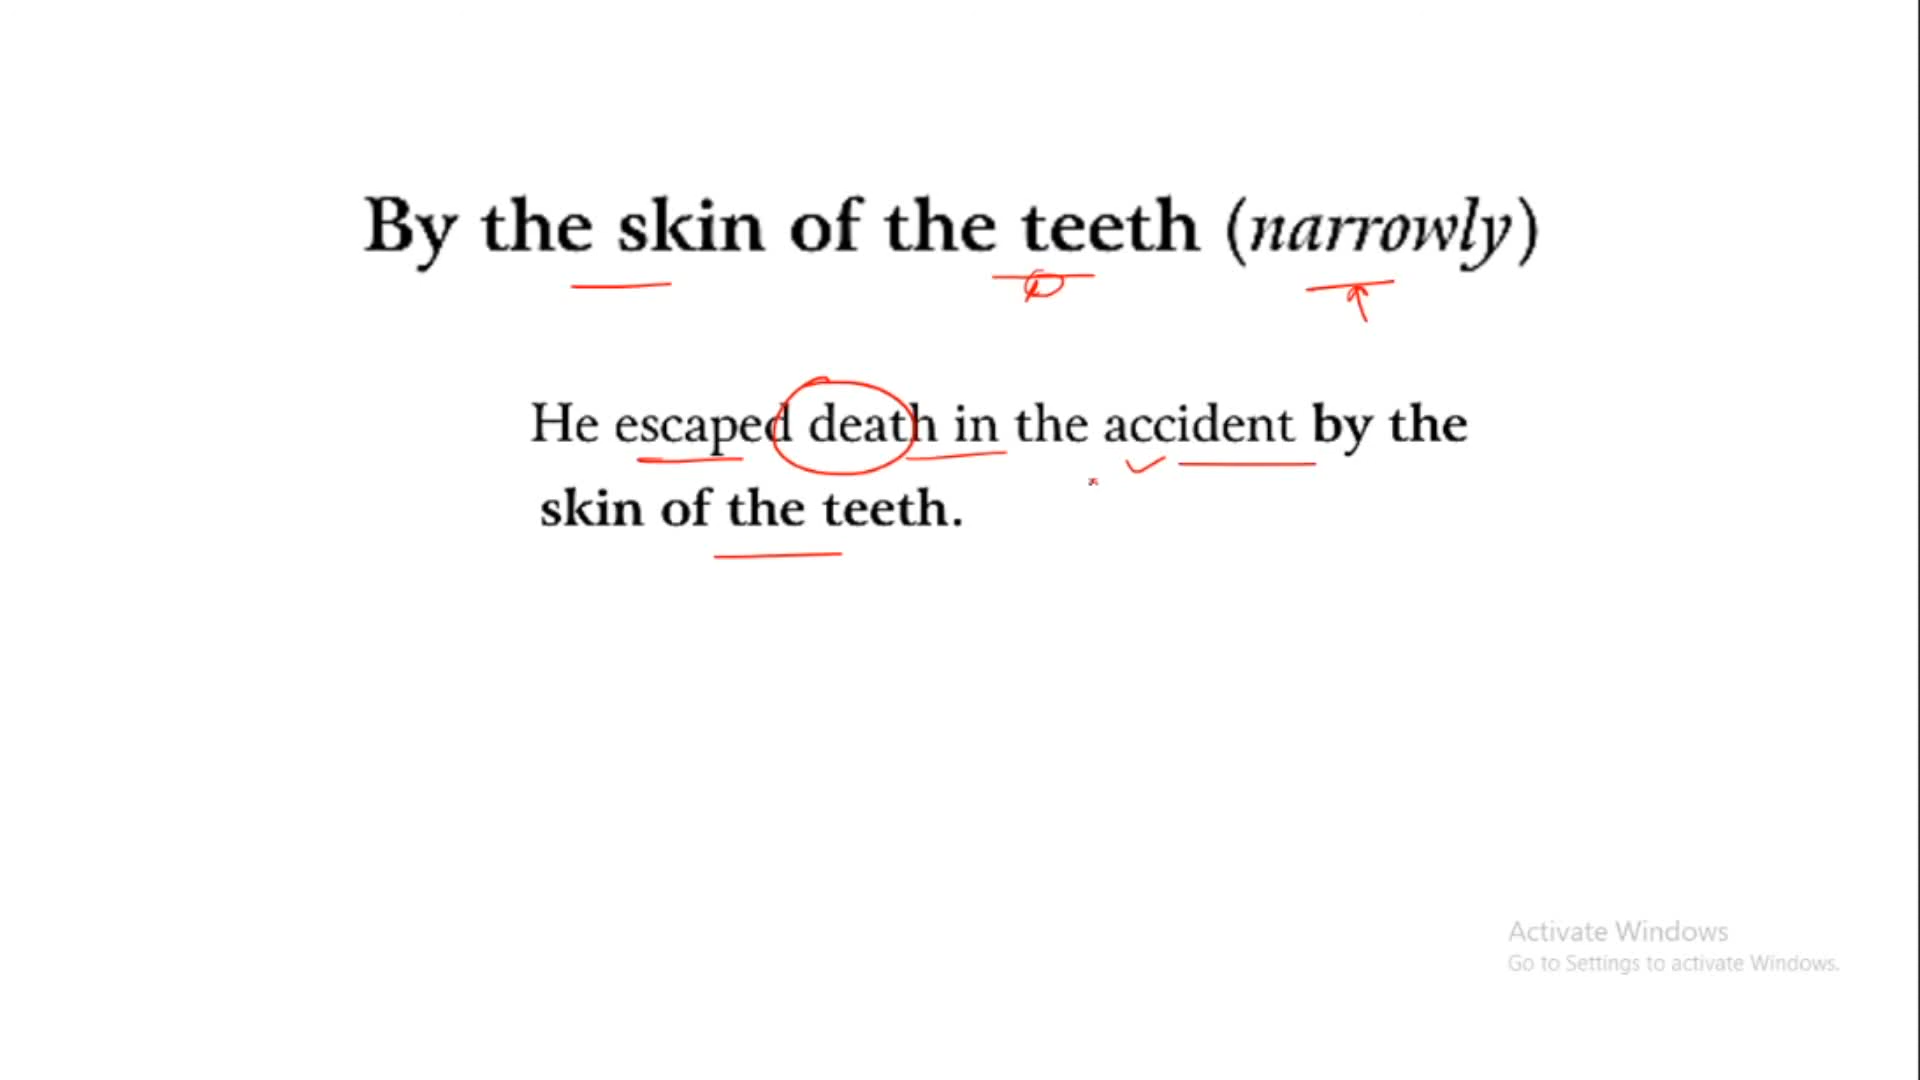 By the skin of the teeth (narrowly)
He escaped death in the accident by the
skin of the teeth.
Activate Windows
Go to Settings to activate Windows.